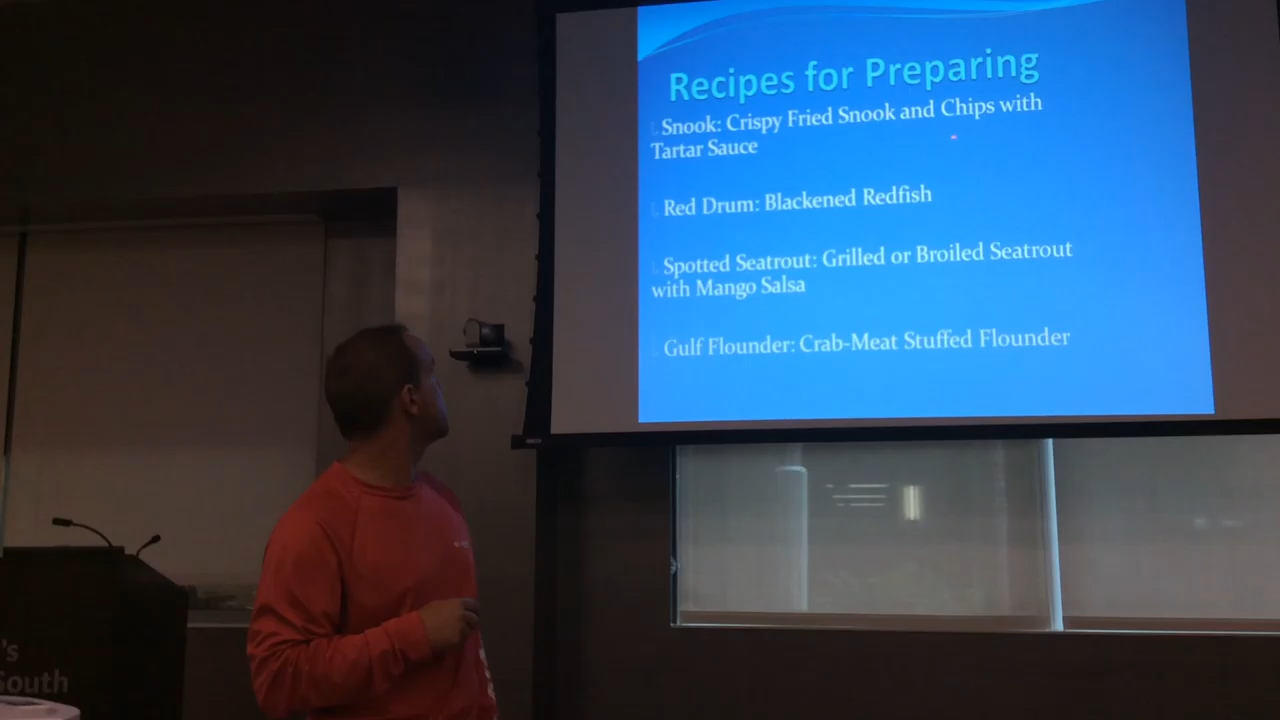 Recipes for Preparing
Snook: Crispy Fried Snook and Chips with
Tartar Sauce
Red Drum: Blackened Redfish
Spotted Seatrout: Grilled or Broiled Seatrout
with Mango Salsa
Gulf Flounder: Crab-Meat Stuffed Flounder
's
South